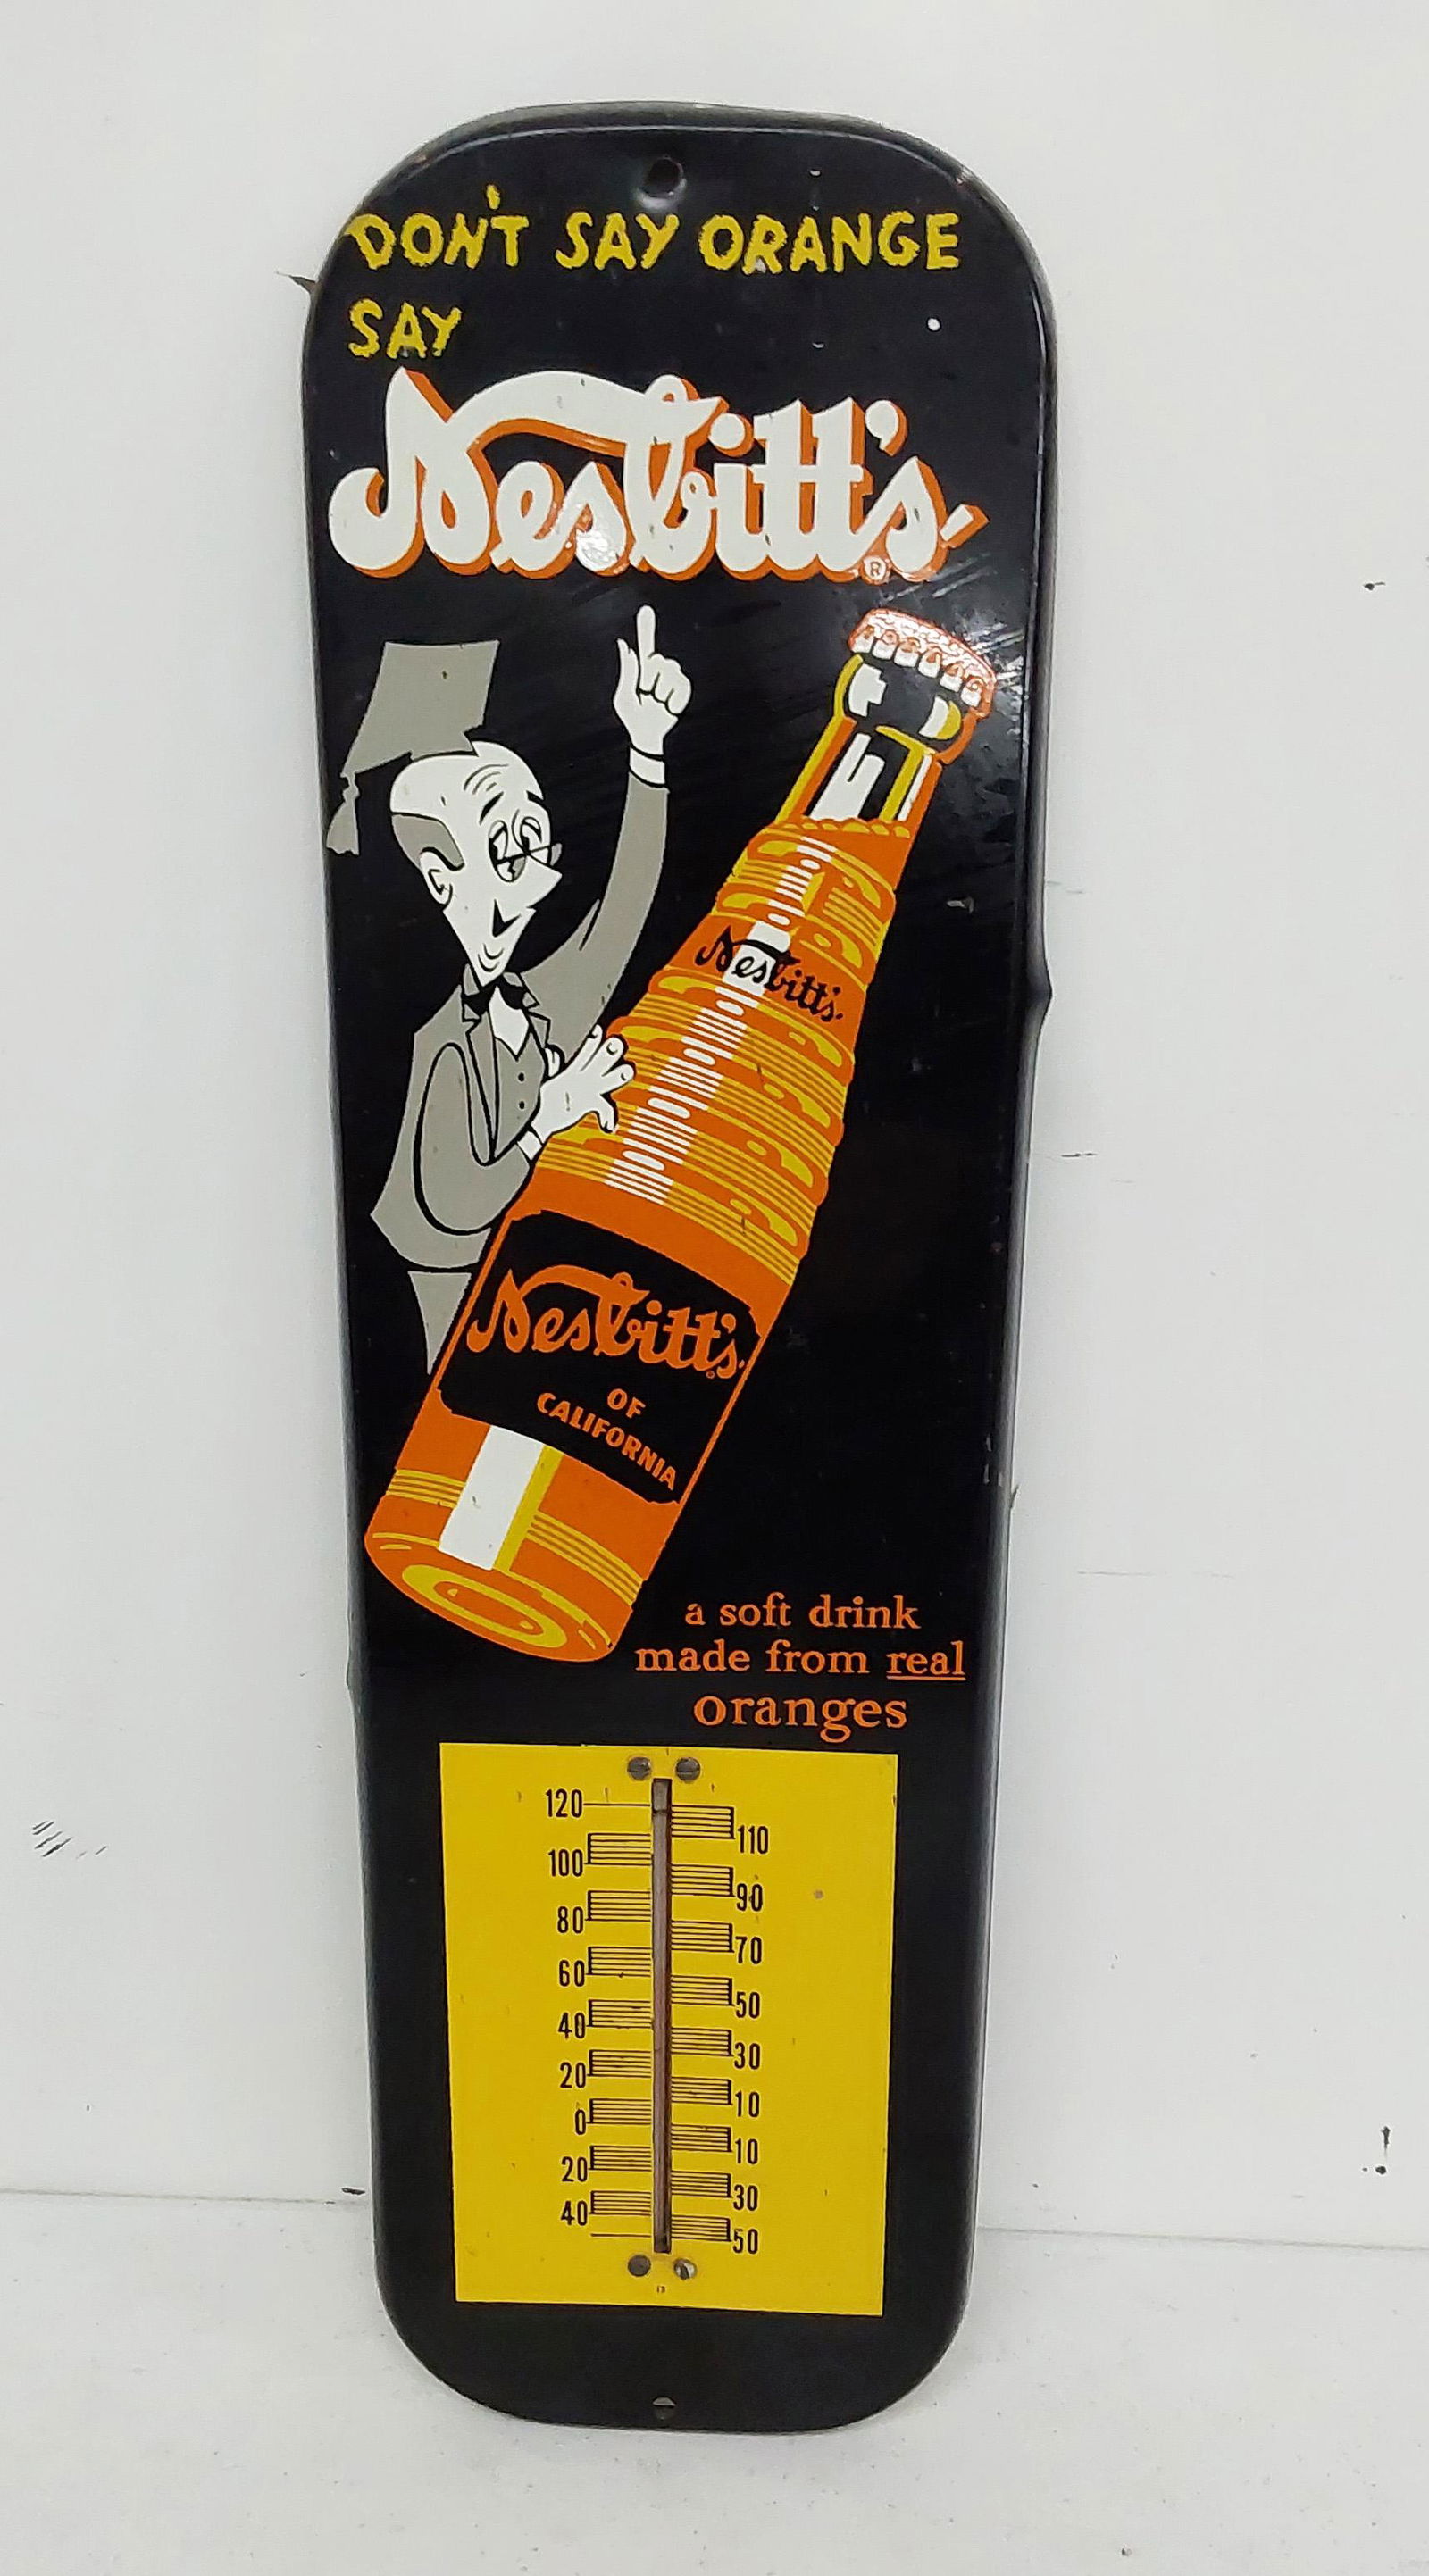 DON'T SAY ORANGE
SAY
Nesbitt's
®
Nesbitt's
Nesbitt's
OF
CALIFORNIA
a soft drink
made from real
oranges
120
110
100
90
80
70
60
50
40
30
20
10
0
10
20
30
40
50
13